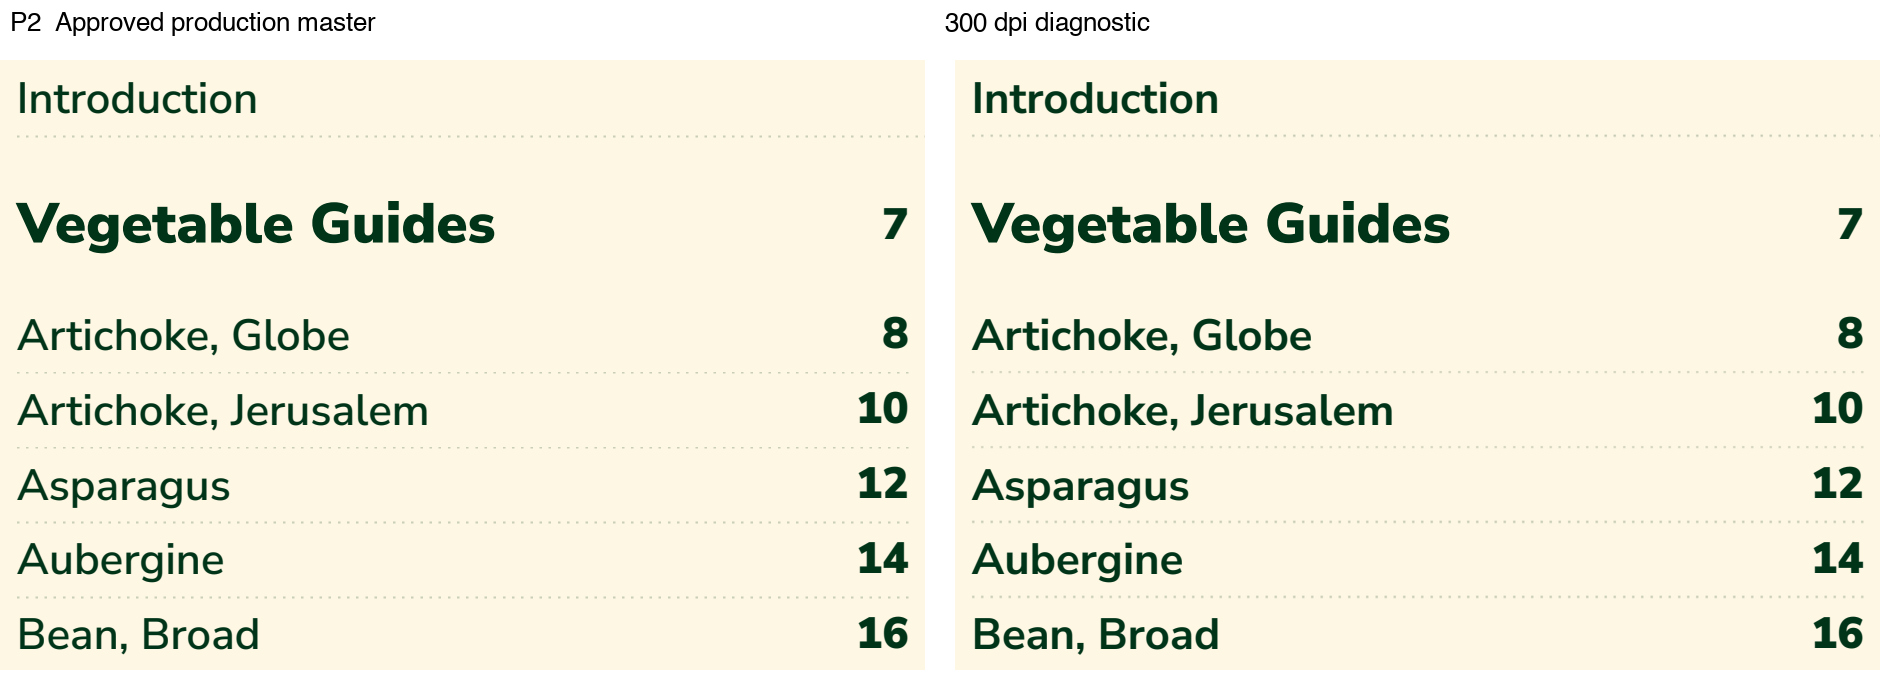 P2  Approved production master
Introduction
Vegetable Guides 7
Artichoke, Globe 8
Artichoke, Jerusalem 10
Asparagus 12
Aubergine 14
Bean, Broad 16
300 dpi diagnostic
Introduction
Vegetable Guides 7
Artichoke, Globe 8
Artichoke, Jerusalem 10
Asparagus 12
Aubergine 14
Bean, Broad 16